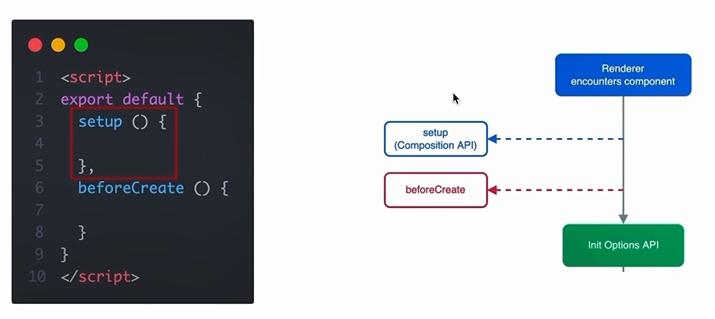 1 <script>
2 export default {
3 setup () {
4
5 },
6 beforeCreate () {
7
8 }
9 }
10 </script>
Renderer
encounters component
setup
(Composition API)
beforeCreate
Init Options API